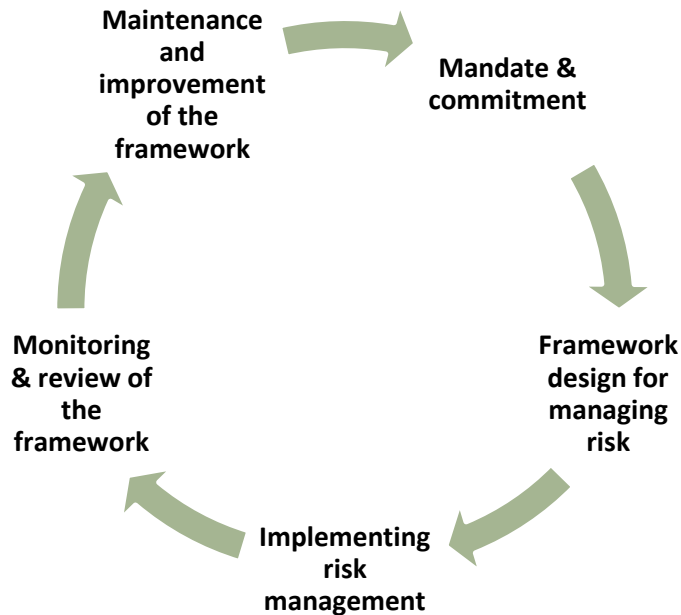 Maintenance
and
improvement
of the
framework
Mandate &
commitment
Framework
design for
managing
risk
Implementing
risk
management
Monitoring
& review of
the
framework